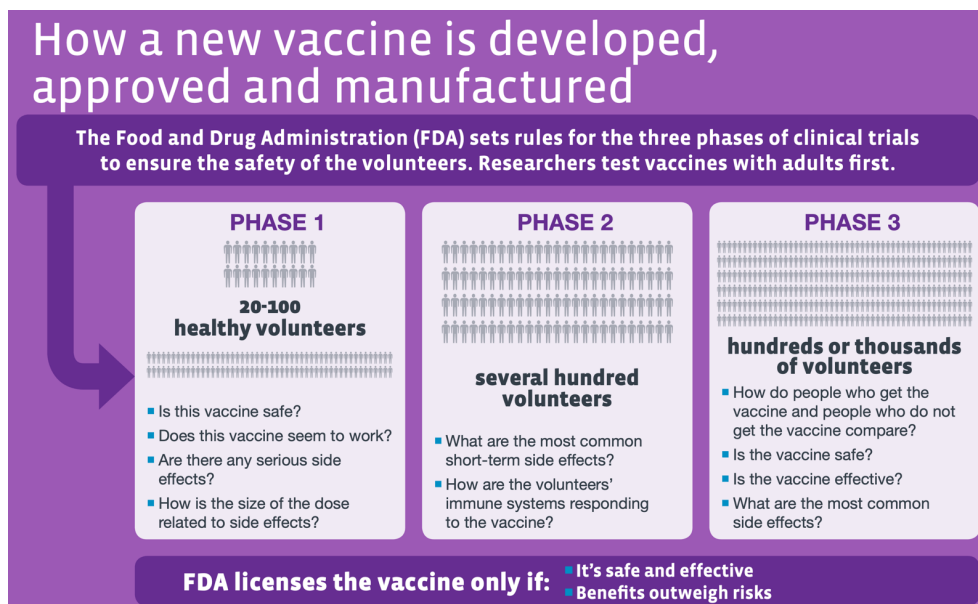 How a new vaccine is developed,
approved and manufactured
The Food and Drug Administration (FDA) sets rules for the three phases of clinical trials
to ensure the safety of the volunteers. Researchers test vaccines with adults first.
PHASE 1
20-100
healthy volunteers
▪ Is this vaccine safe?
▪ Does this vaccine seem to work?
▪ Are there any serious side
effects?
▪ How is the size of the dose
related to side effects?
PHASE 2
several hundred
volunteers
▪ What are the most common
short-term side effects?
▪ How are the volunteers’
immune systems responding
to the vaccine?
PHASE 3
hundreds or thousands
of volunteers
▪ How do people who get the
vaccine and people who do not
get the vaccine compare?
▪ Is the vaccine safe?
▪ Is the vaccine effective?
▪ What are the most common
side effects?
FDA licenses the vaccine only if:
▪ It’s safe and effective
▪ Benefits outweigh risks